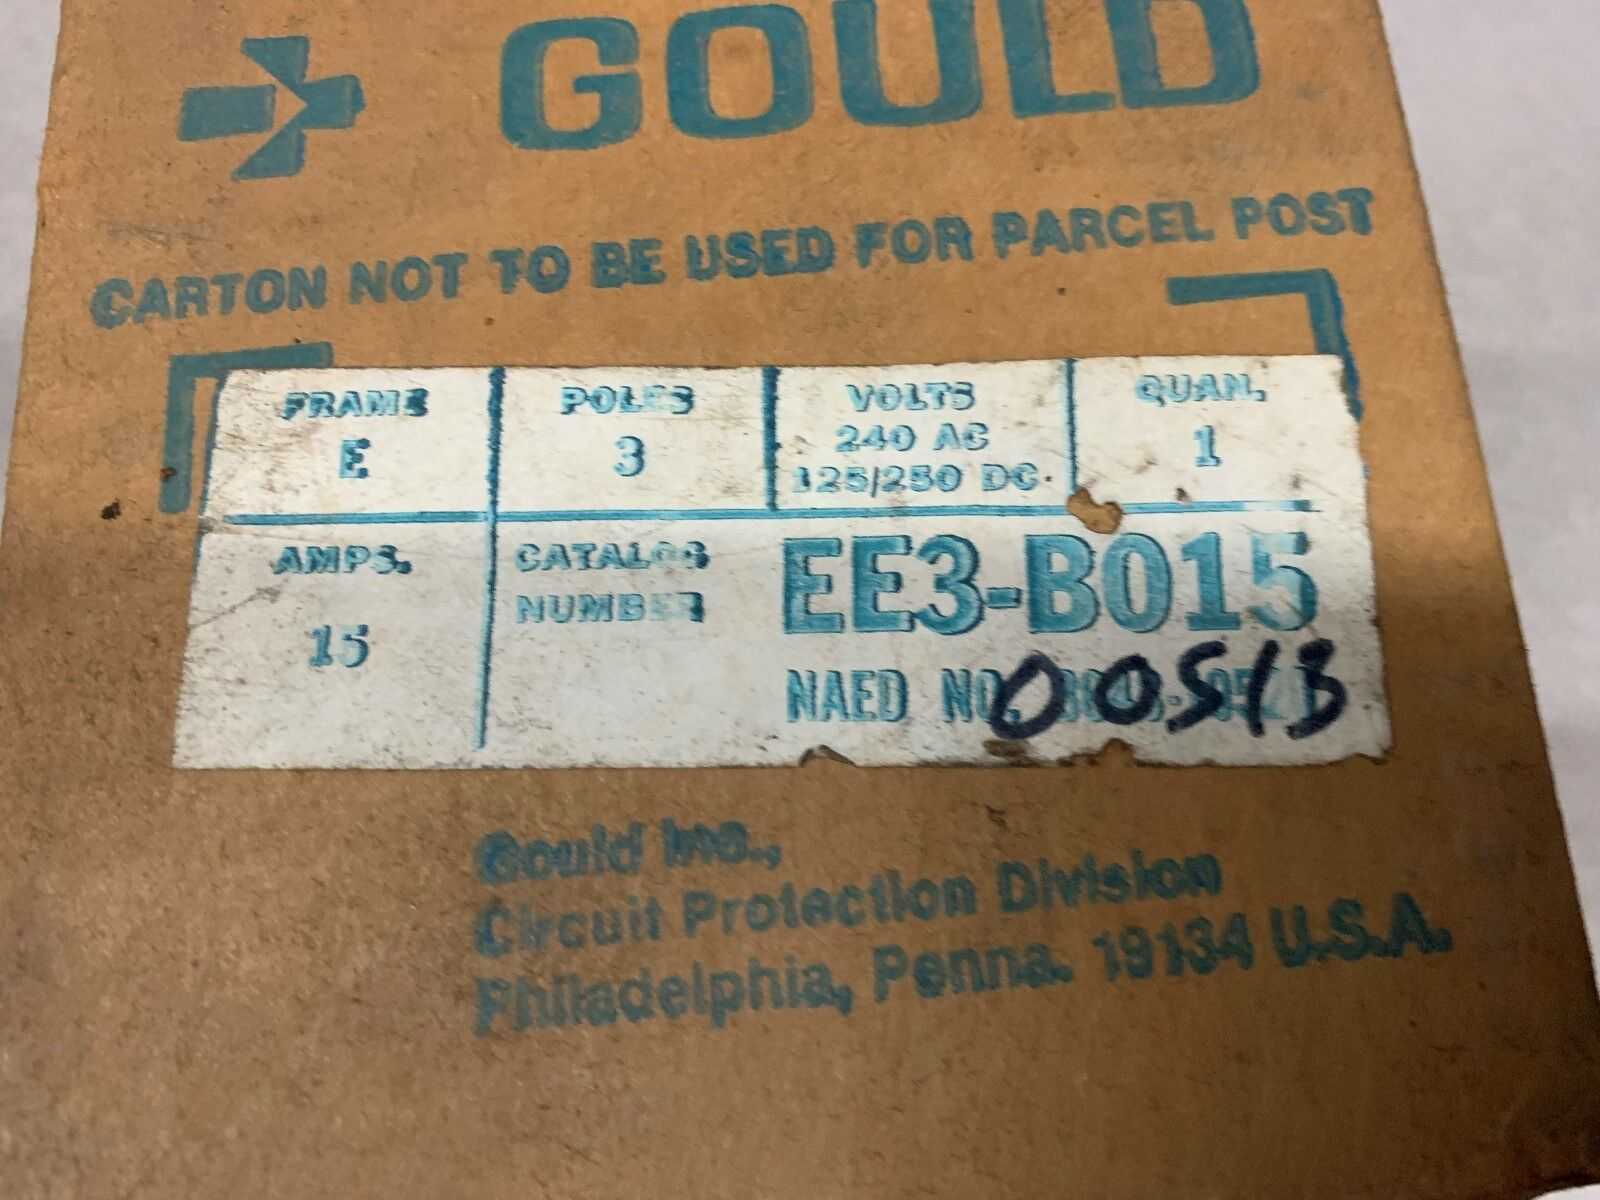 GOULD
CARTON NOT TO BE USED FOR PARCEL POST
FRAME POLES VOLTS QUAN.
E 3 240 AC 1
125/250 DC.
AMPS. CATALOG EE3-B015
15 NUMBER
NAED NO. 00513
Gould Inc.,
Circuit Protection Division
Philadelphia, Penna. 19134 U.S.A.